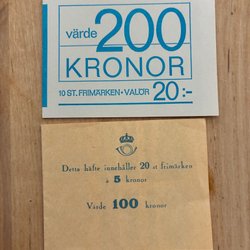 värde 200
KRONOR
10 ST. FRIMÄRKEN • VALÖR 20:-
Detta häfte innehåller 20 st frimärken
à 5 kronor
Värde 100 kronor